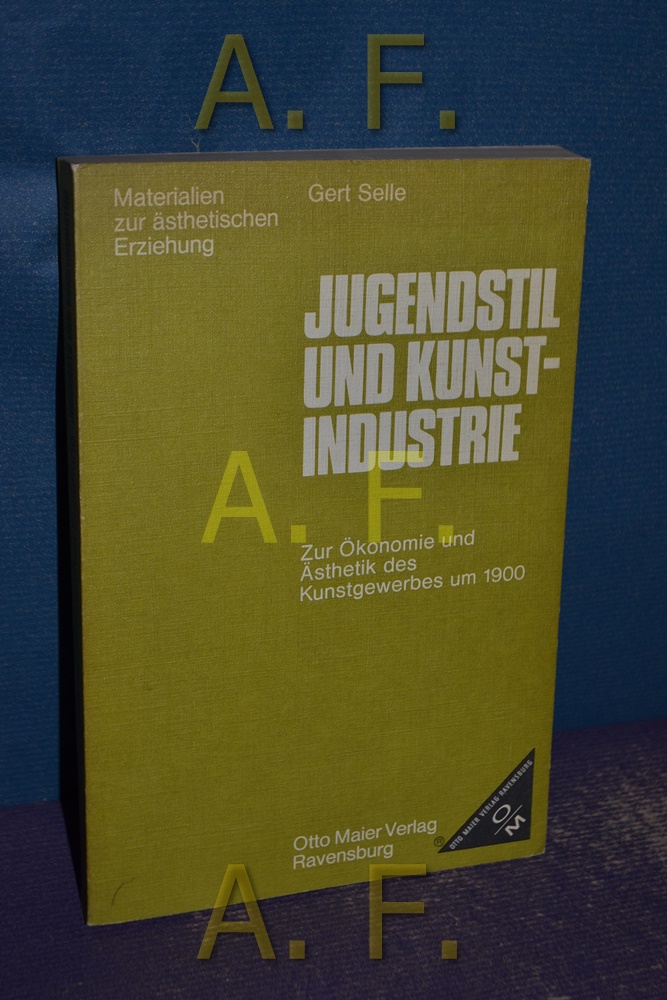 A. F.
Materialien
zur ästhetischen
Erziehung
Gert Selle
JUGENDSTIL
UND KUNST-
INDUSTRIE
A. F.
Zur Ökonomie und
Ästhetik des
Kunstgewerbes um 1900
Otto Maier Verlag
Ravensburg
®
OTTO MAIER VERLAG RAVENSBURG
O/M
A. F.